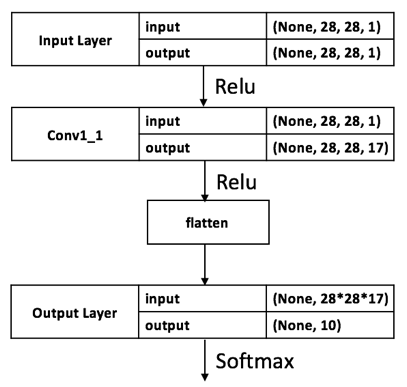 Input Layer
input (None, 28, 28, 1)
output (None, 28, 28, 1)
Relu
Conv1_1
input (None, 28, 28, 1)
output (None, 28, 28, 17)
Relu
flatten
Output Layer
input (None, 28*28*17)
output (None, 10)
Softmax